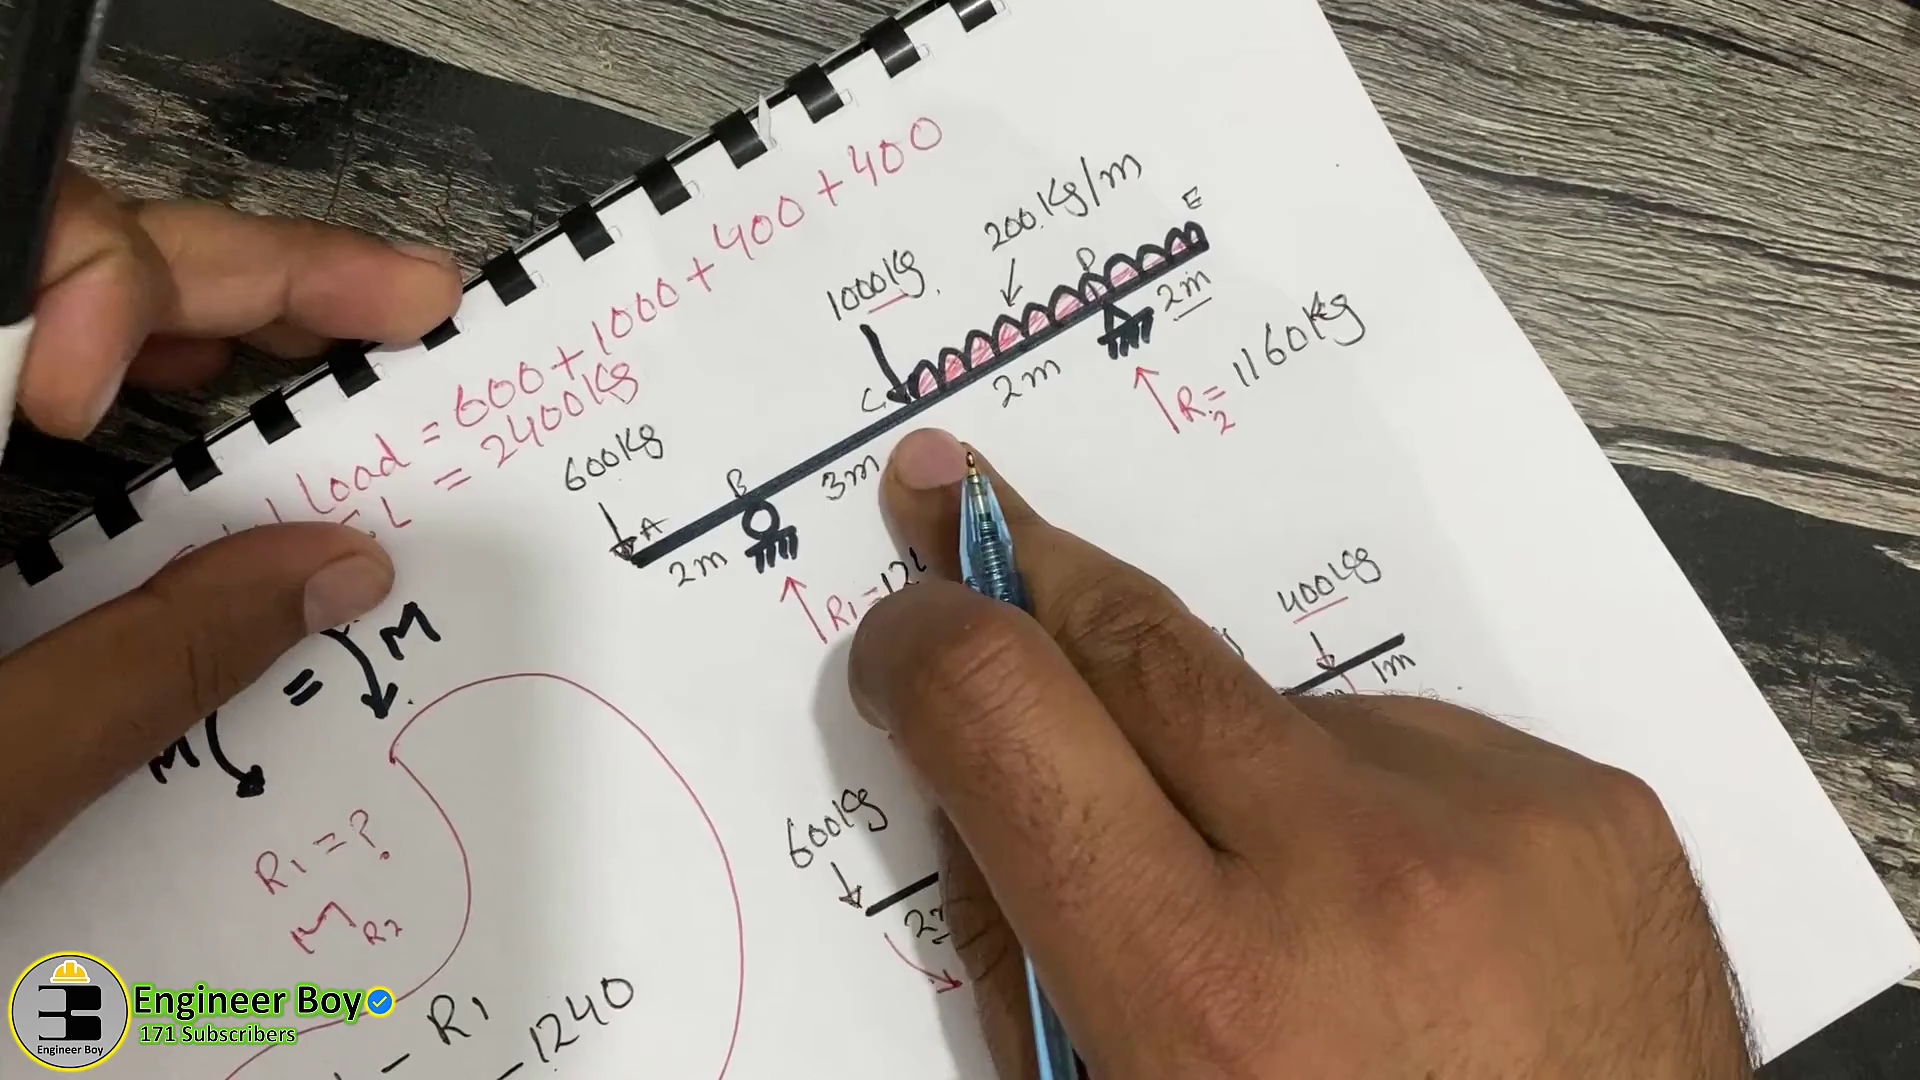 Load = 600 + 1000 + 400 + 400
= 2400Kg
600Kg
1000Kg
200Kg/m
A
B
C
D
E
2m
3m
2m
2m
R1=12
R2= 1160Kg
M = M
R1 = ?
MR2
- R1
- 1240
600Kg
400Kg
1m
Engineer Boy
171 Subscribers
Engineer Boy